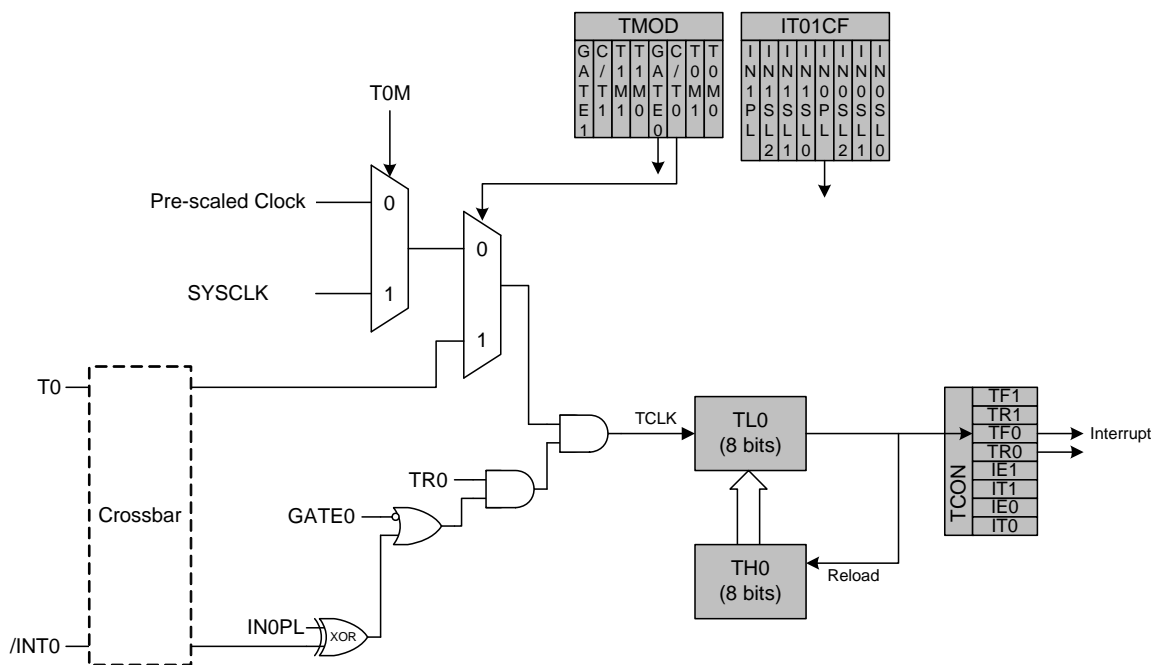 TMOD
GATE1
C/T1
T1M1
T1M0
GATE0
C/T0
T0M1
T0M0
IT01CF
IN1PL
IN1SL2
IN1SL1
IN1SL0
IN0PL
IN0SL2
IN0SL1
IN0SL0
T0M
Pre-scaled Clock
0
SYSCLK
1
0
1
T0
Crossbar
/INT0
TR0
GATE0
IN0PL
XOR
TCLK
TL0
(8 bits)
TH0
(8 bits)
Reload
TCON
TF1
TR1
TF0
TR0
IE1
IT1
IE0
IT0
Interrupt